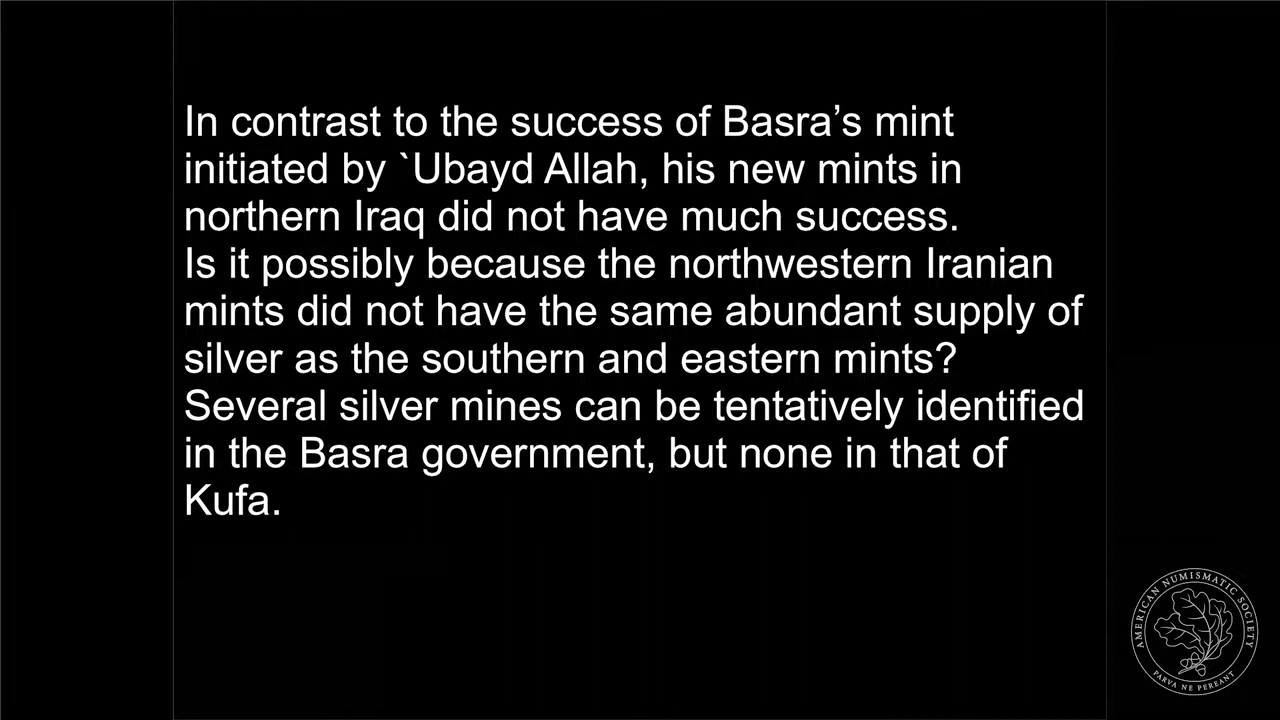 In contrast to the success of Basra’s mint
initiated by `Ubayd Allah, his new mints in
northern Iraq did not have much success.
Is it possibly because the northwestern Iranian
mints did not have the same abundant supply of
silver as the southern and eastern mints?
Several silver mines can be tentatively identified
in the Basra government, but none in that of
Kufa.
AMERICAN NUMISMATIC SOCIETY
PARVA NE PEREANT